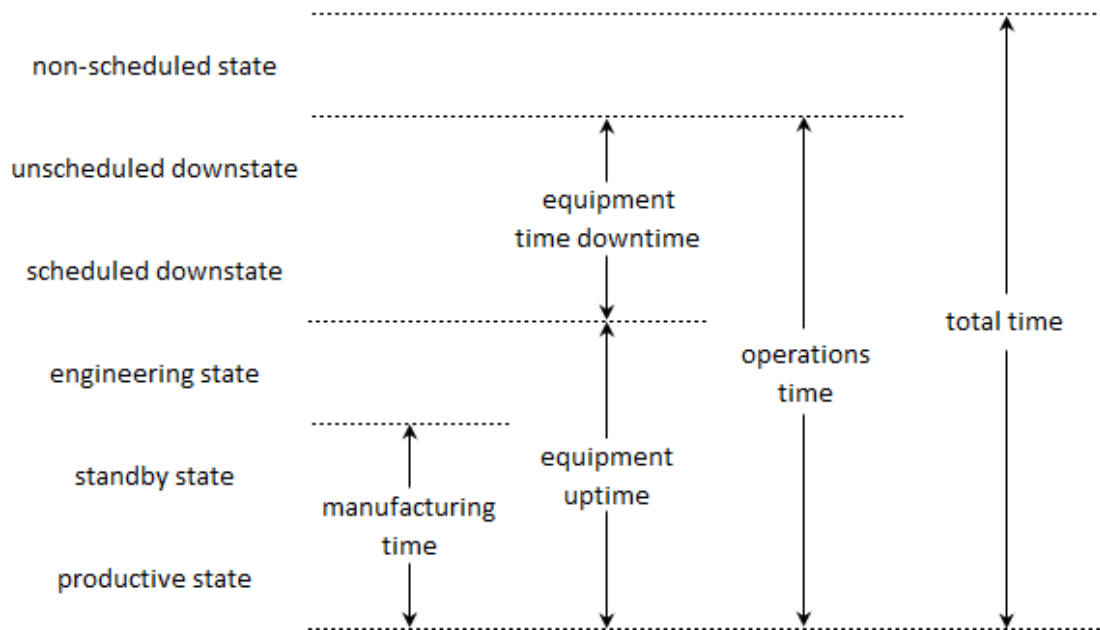 non-scheduled state
unscheduled downstate
equipment
time downtime
scheduled downstate
total time
operations
time
engineering state
equipment
uptime
standby state
manufacturing
time
productive state